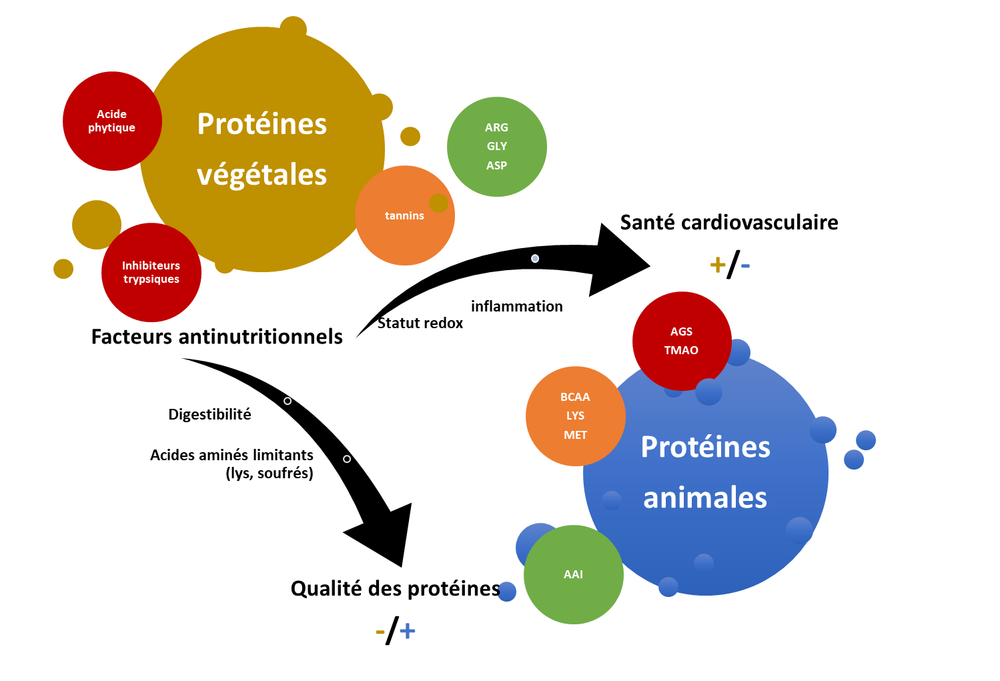 Protéines
végétales
Acide
phytique
ARG
GLY
ASP
tannins
Inhibiteurs
trypsiques
Santé cardiovasculaire
+/-
Facteurs antinutritionnels
inflammation
Statut redox
AGS
TMAO
BCAA
LYS
MET
Protéines
animales
Digestibilité
Acides aminés limitants
(lys, soufrés)
AAI
Qualité des protéines
-/+